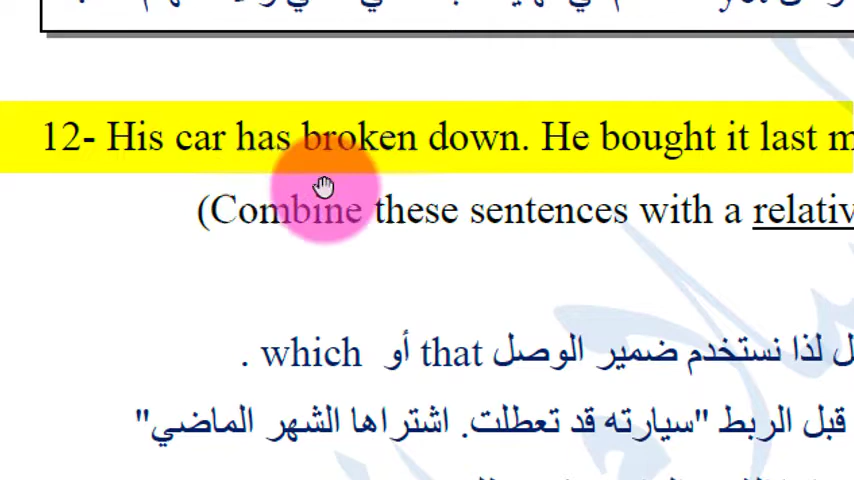 12- His car has broken down. He bought it last
(Combine these sentences with a
لذا نستخدم ضمير الوصل that أو which .
قبل الربط "سيارته قد تعطلت. اشتراها الشهر الماضي"